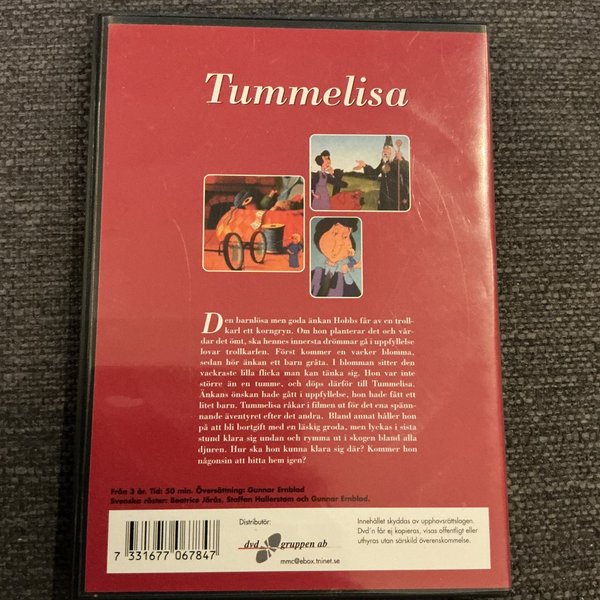 Tummelisa
Den barnlösa men goda änkan Hobbs får av en troll-
karl ett korngryn. Om hon planterar det och vår-
dar det ömt, ska hennes innersta drömmar gå i uppfyllelse
lovar trollkarlen. Först kommer en vacker blomma,
sedan hör änkan ett barn gråta. I blomman sitter den
vackraste lilla flicka man kan tänka sig. Hon var inte
större än en tumme, och döps därför till Tummelisa.
Änkans önskan hade gått i uppfyllelse, hon hade fått ett
litet barn. Tummelisa råkar i filmen ut för det ena spänn-
nande äventyret efter det andra. Bland annat håller hon
på att bli bortgift med en läskig groda, men lyckas i sista
stund klara sig undan och rymma ut i skogen bland alla
djuren. Hur ska hon kunna klara sig där? Kommer hon
någonsin att hitta hem igen?
Från 3 år. Tid: 50 min. Översättning: Gunnar Ernblad
Svenska röster: Beatrice Järås, Staffan Hallerstam och Gunnar Ernblad.
7 331677 067847
Distributör:
dvd gruppen ab
mmc@ebox.tninet.se
Innehållet skyddas av upphovsrättslagen.
Dvd'n får ej kopieras, visas offentligt eller
uthyras utan särskild överenskommelse.